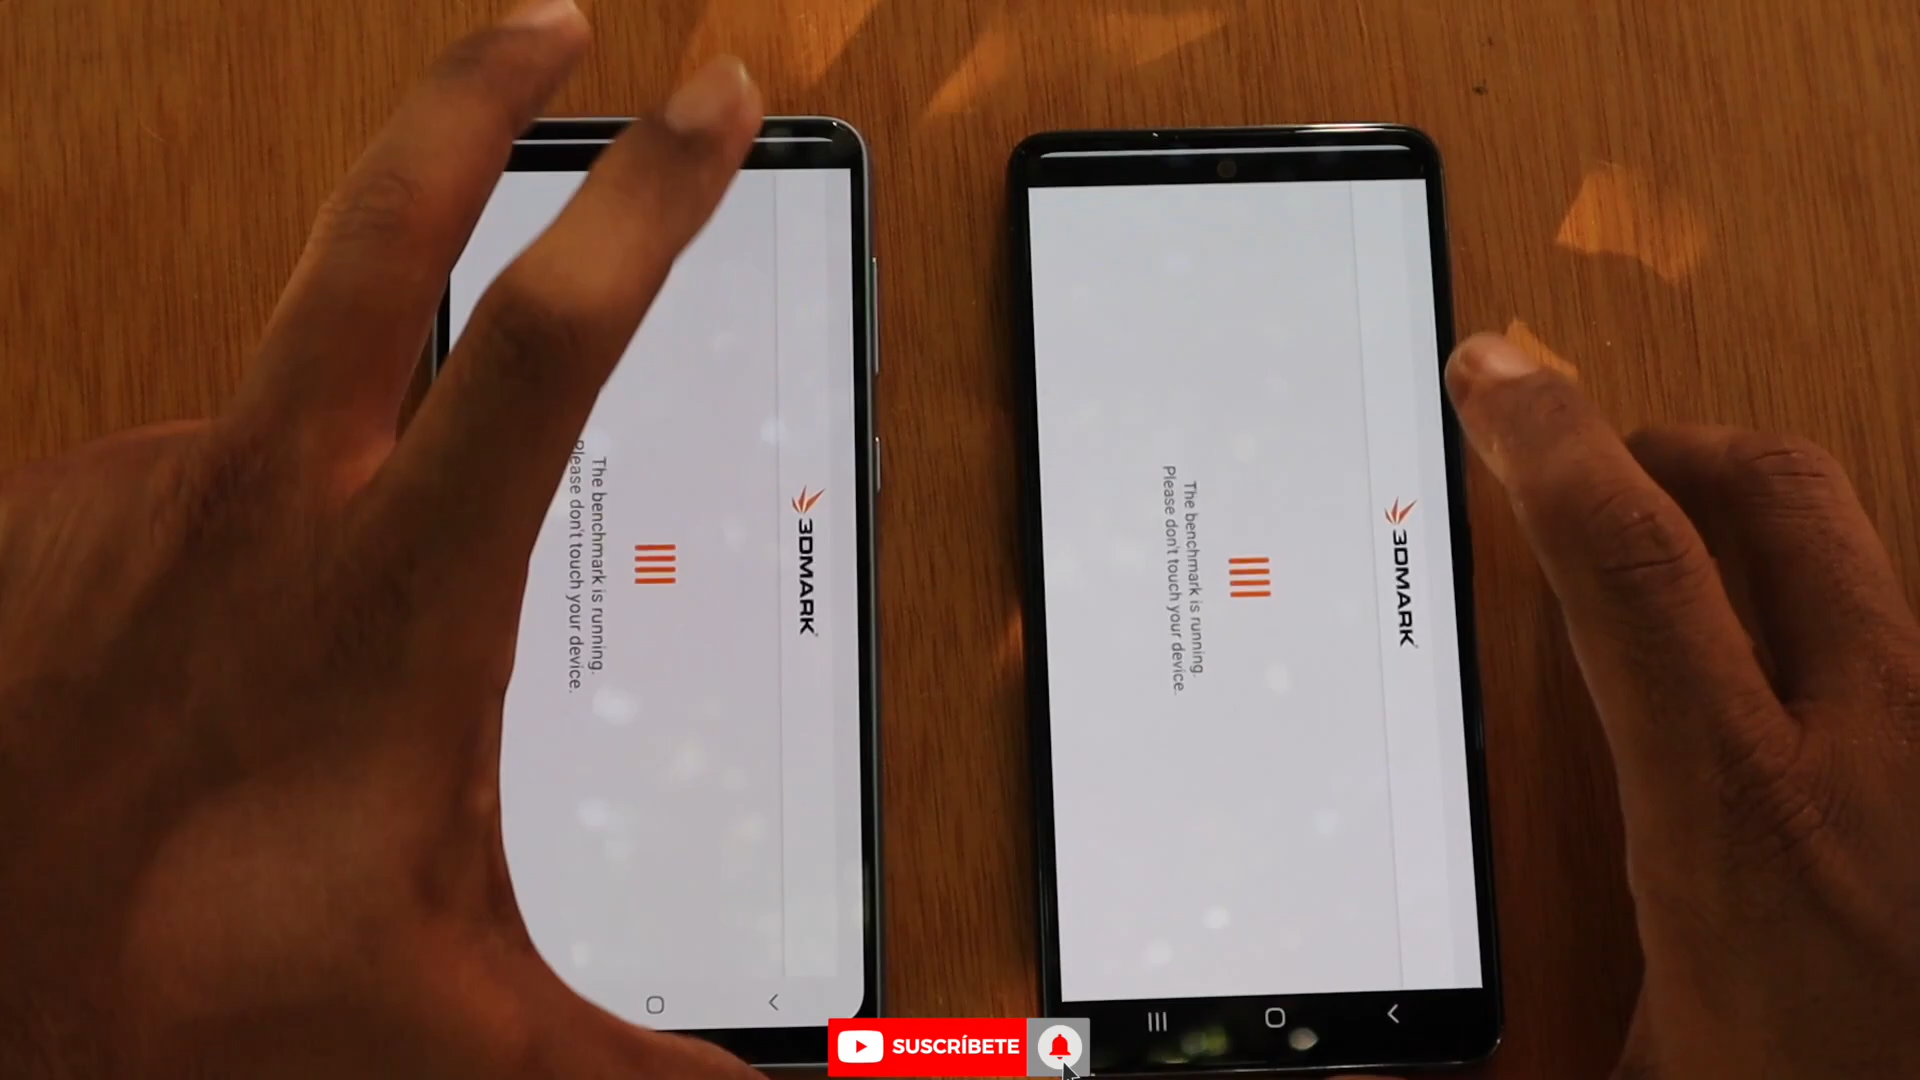 3DMARK
The benchmark is running.
Please don't touch your device.
3DMARK
The benchmark is running.
Please don't touch your device.
SUSCRÍBETE